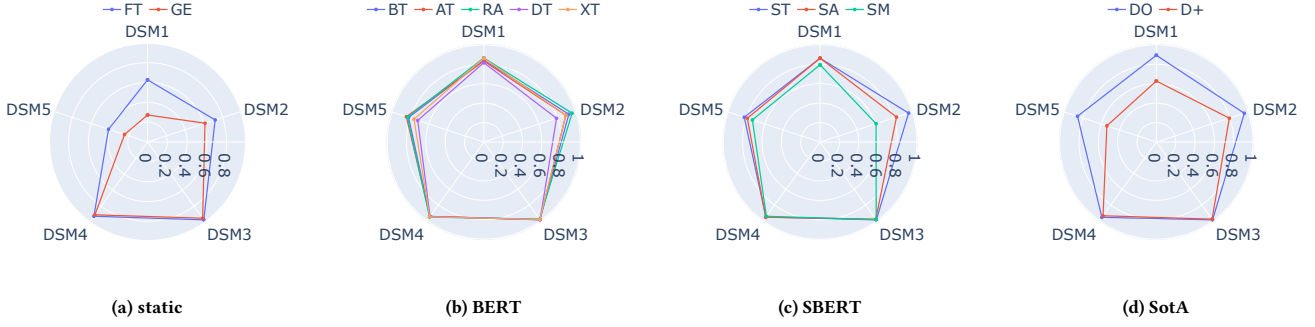 FT GE
DSM1
DSM2
DSM3
DSM4
DSM5
0 0.2 0.4 0.6 0.8
(a) static
BT AT RA DT XT
DSM1
DSM2
DSM3
DSM4
DSM5
0 0.2 0.4 0.6 0.8 1
(b) BERT
ST SA SM
DSM1
DSM2
DSM3
DSM4
DSM5
0 0.2 0.4 0.6 0.8 1
(c) SBERT
DO D+
DSM1
DSM2
DSM3
DSM4
DSM5
0 0.2 0.4 0.6 0.8 1
(d) SotA